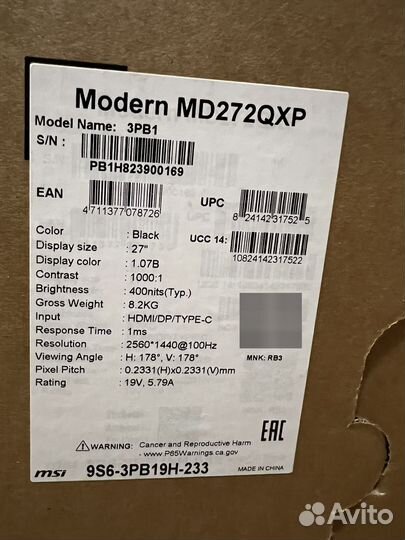 Modern MD272QXP
Model Name: 3PB1
S/N :
PB1H823900169
EAN
4 711377 078726
UPC
8 24142 31752 5
UCC 14:
10824142317522
Color : Black
Display size : 27"
Display color : 1.07B
Contrast : 1000:1
Brightness : 400nits(Typ.)
Gross Weight : 8.2KG
Input : HDMI/DP/TYPE-C
Response Time : 1ms
Resolution : 2560*1440@100Hz
Viewing Angle : H: 178°, V: 178°
Pixel Pitch : 0.2331(H)x0.2331(V)mm
Rating : 19V, 5.79A
MNK: RB3
WARNING: Cancer and Reproductive Harm
- www.P65Warnings.ca.gov
EAC
msi
9S6-3PB19H-233
MADE IN CHINA
Avito